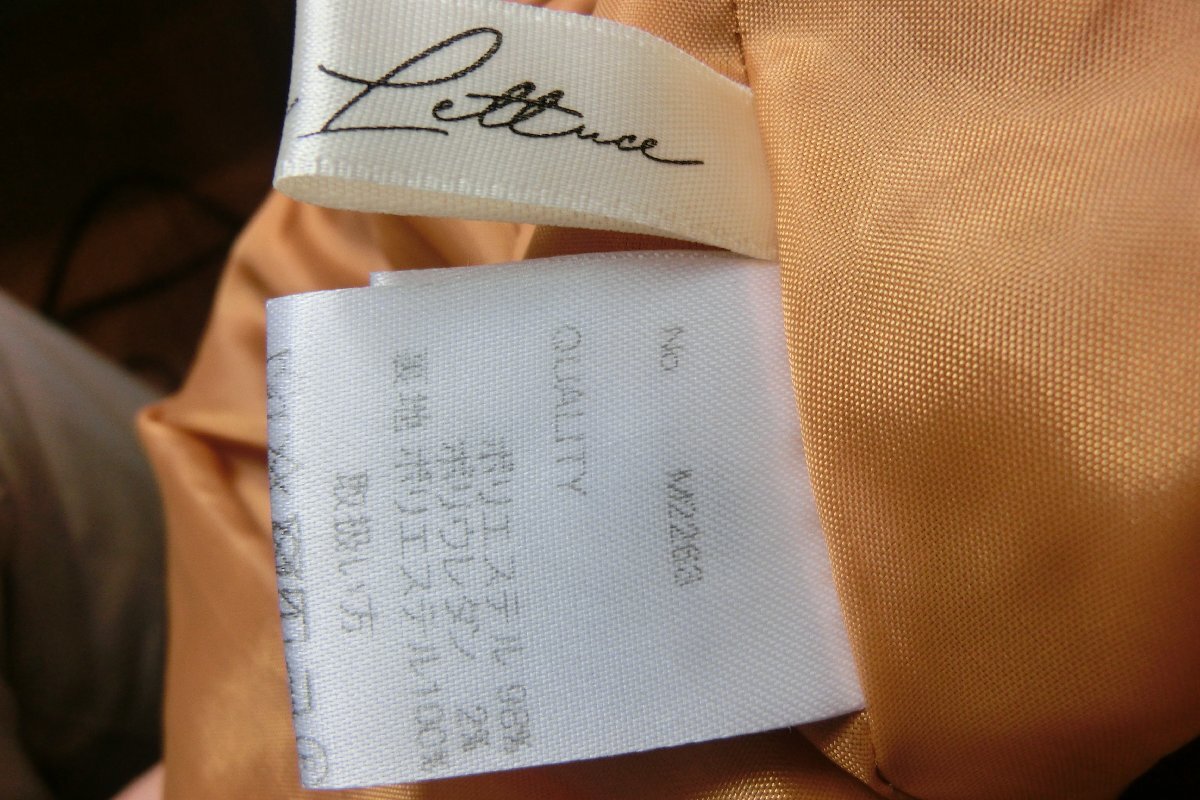 Lettuce
No M2263
QUALITY
ポリエステル 98%
ポリウレタン 2%
裏地 ポリエステル100%
取扱い方